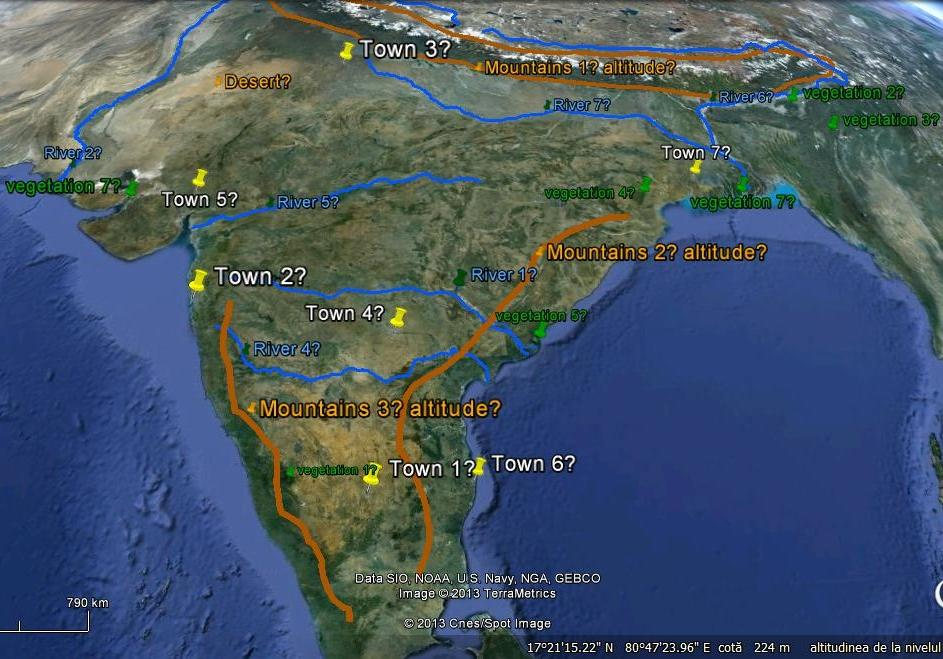 Town 3?
Mountains 1? altitude?
Desert?
River 6?
vegetation 2?
River 7?
vegetation 3?
River 2?
Town 7?
vegetation 7?
Town 5?
vegetation 4?
River 5?
vegetation 7?
Mountains 2? altitude?
Town 2?
River 1?
Town 4?
vegetation 5?
River 4?
Mountains 3? altitude?
vegetation 1?
Town 1?
Town 6?
Data SIO, NOAA, U.S. Navy, NGA, GEBCO
Image © 2013 TerraMetrics
790 km
© 2013 Cnes/Spot Image
17°21'15.22" N 80°47'23.96" E cotă 224 m altitudinea de la nivelul